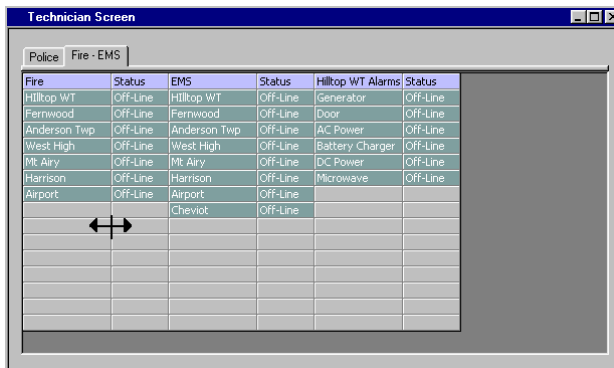 Technician Screen
Police Fire - EMS
Fire Status EMS Status Hilltop WT Alarms Status
HIlltop WT Off-Line HIlltop WT Off-Line Generator Off-Line
Fernwood Off-Line Fernwood Off-Line Door Off-Line
Anderson Twp Off-Line Anderson Twp Off-Line AC Power Off-Line
West High Off-Line West High Off-Line Battery Charger Off-Line
Mt Airy Off-Line Mt Airy Off-Line DC Power Off-Line
Harrison Off-Line Harrison Off-Line Microwave Off-Line
Airport Off-Line Airport Off-Line
Cheviot Off-Line